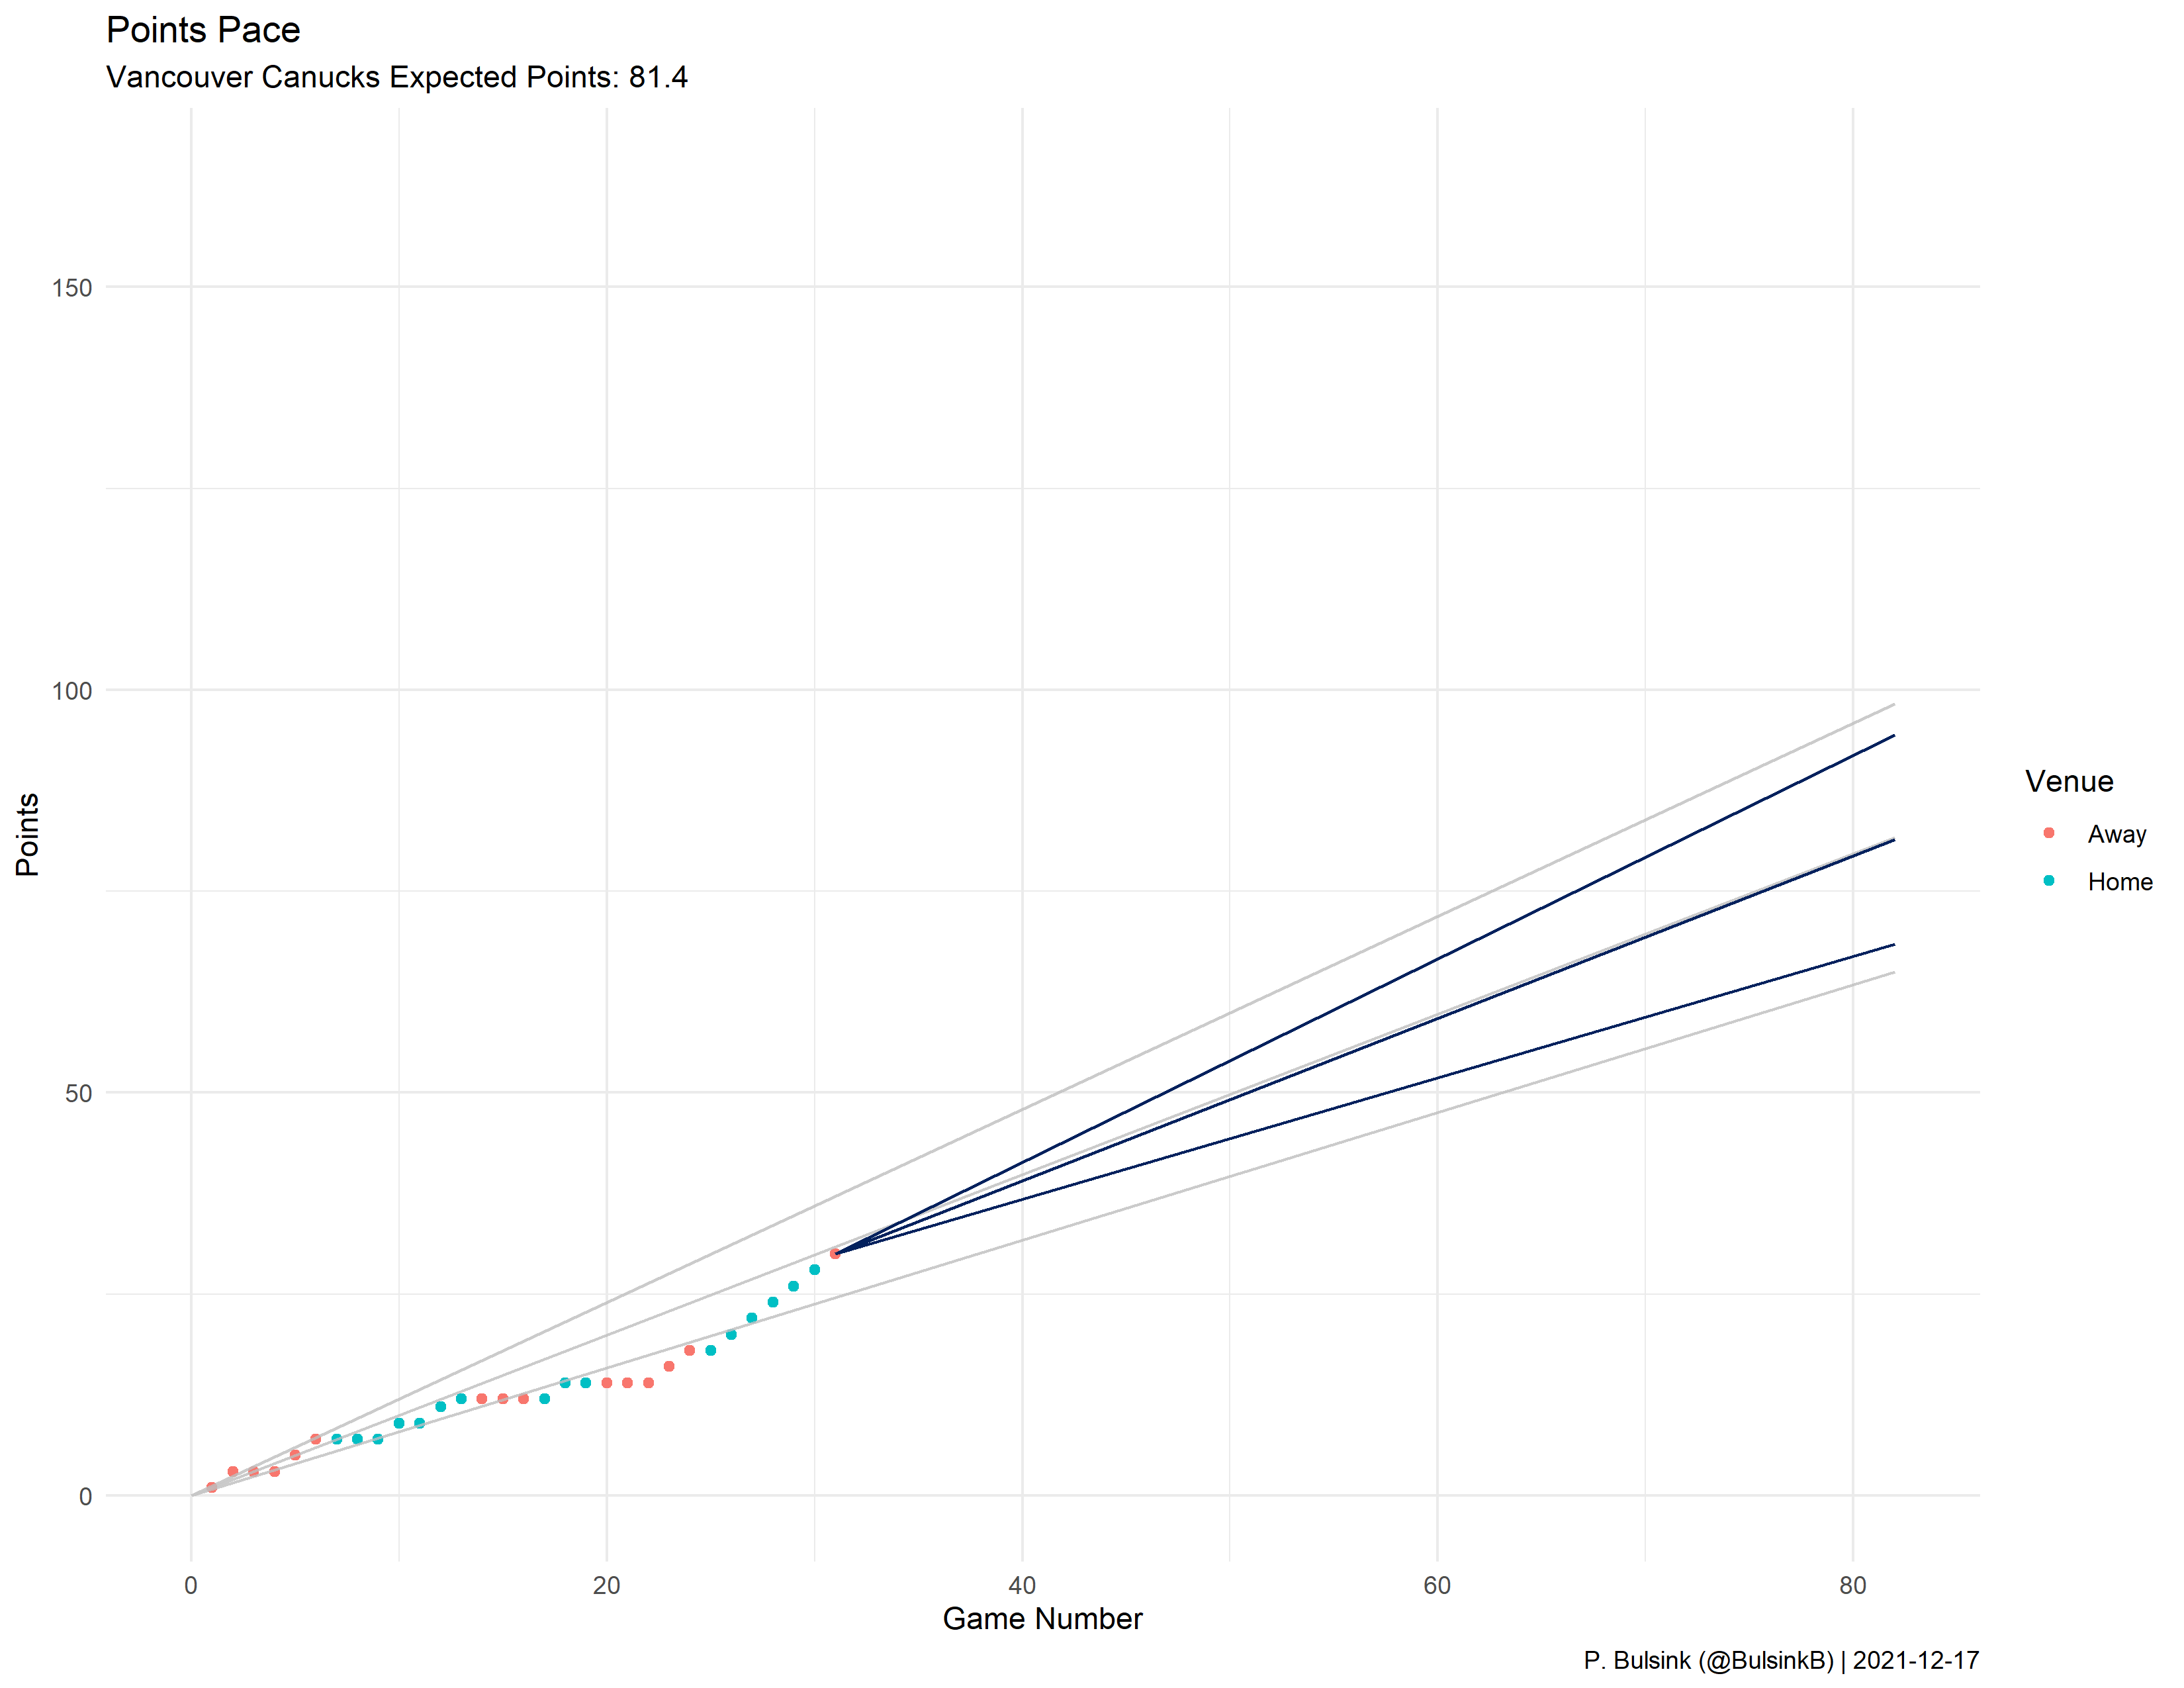 Points Pace
Vancouver Canucks Expected Points: 81.4
150
100
50
0
Points
0 20 40 60 80
Game Number
Venue
Away
Home
P. Bulsink (@BulsinkB) | 2021-12-17